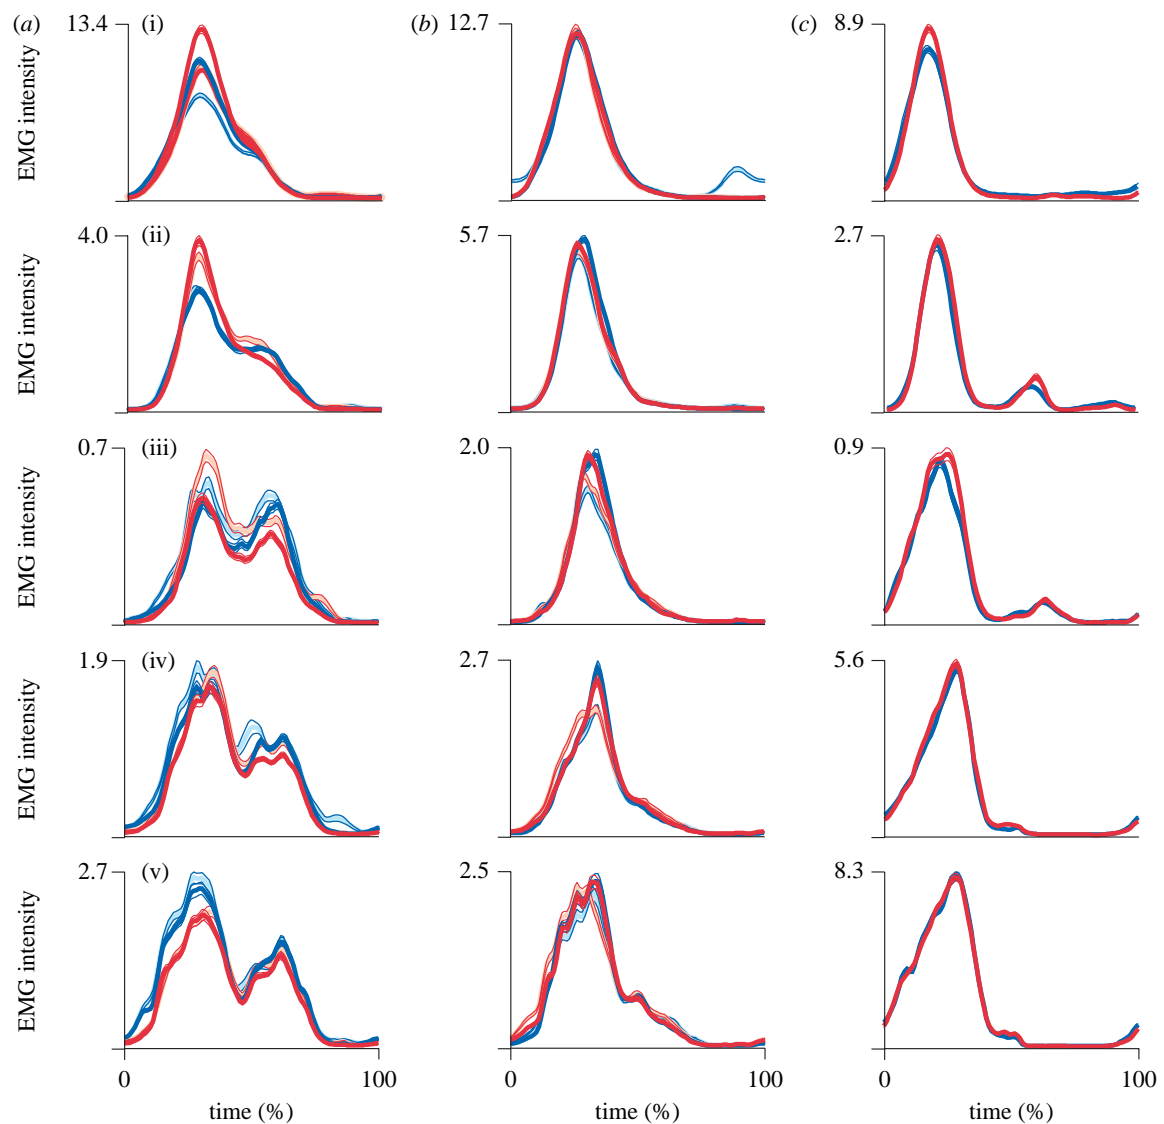 (a) 13.4 (i) (b) 12.7 (c) 8.9
EMG intensity
4.0 (ii) 5.7 2.7
EMG intensity
0.7 (iii) 2.0 0.9
EMG intensity
1.9 (iv) 2.7 5.6
EMG intensity
2.7 (v) 2.5 8.3
EMG intensity
0 100 0 100 0 100
time (%) time (%) time (%)